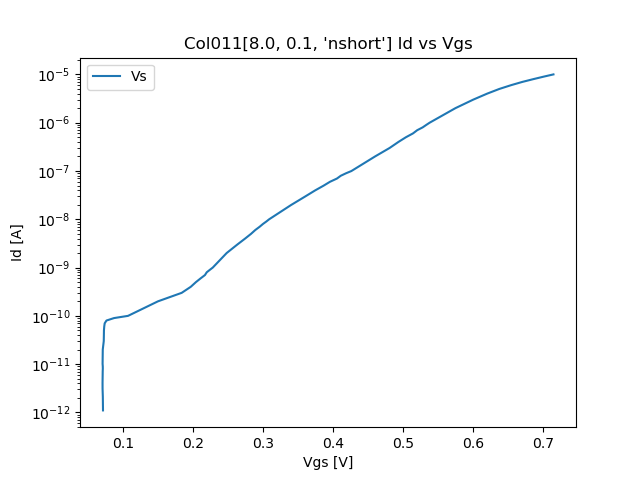 Col011[8.0, 0.1, 'nshort'] Id vs Vgs
Vs
Id [A]
10⁻⁵
10⁻⁶
10⁻⁷
10⁻⁸
10⁻⁹
10⁻¹⁰
10⁻¹¹
10⁻¹²
0.1 0.2 0.3 0.4 0.5 0.6 0.7
Vgs [V]